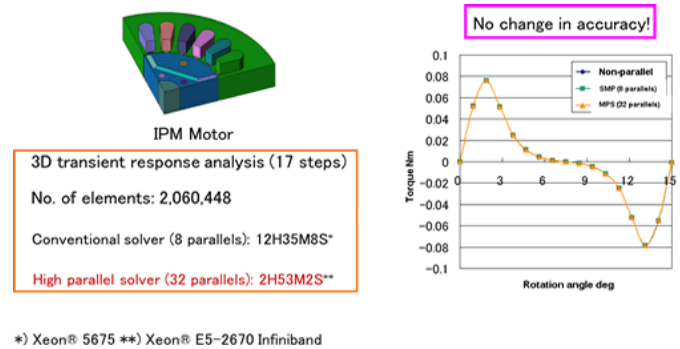 No change in accuracy!
IPM Motor
3D transient response analysis (17 steps)
No. of elements: 2,060,448
Conventional solver (8 parallels): 12H35M8S*
High parallel solver (32 parallels): 2H53M2S**
*) Xeon® 5675 **) Xeon® E5-2670 Infiniband
Torque Nm
0.1
0.08
0.06
0.04
0.02
0
−0.02
−0.04
−0.06
−0.08
−0.1
0 3 6 9 12 15
Rotation angle deg
Non-parallel
SMP (8 parallels)
MPS (32 parallels)